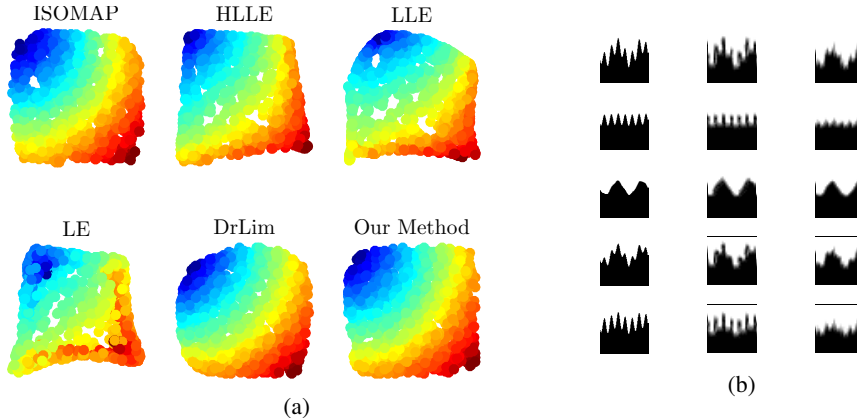 ISOMAP
HLLE
LLE
LE
DrLim
Our Method
(a)
(b)